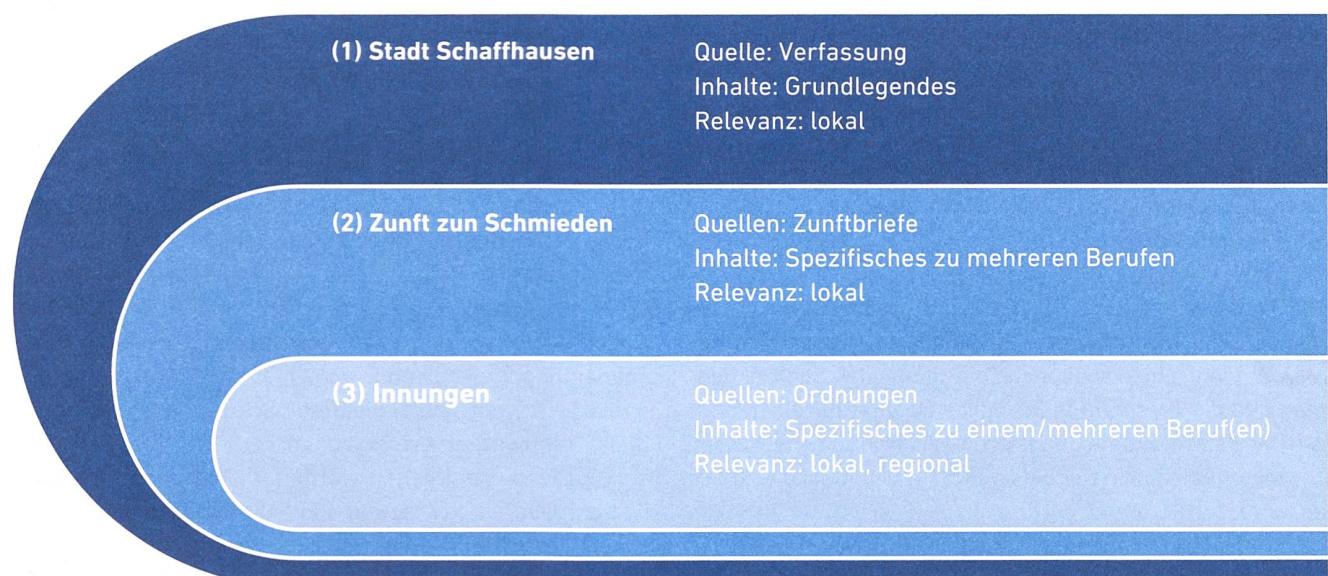 (1) Stadt Schaffhausen
Quelle: Verfassung
Inhalte: Grundlegendes
Relevanz: lokal
(2) Zunft zun Schmieden
Quellen: Zunftbriefe
Inhalte: Spezifisches zu mehreren Berufen
Relevanz: lokal
(3) Innungen
Quellen: Ordnungen
Inhalte: Spezifisches zu einem/mehreren Beruf(en)
Relevanz: lokal, regional